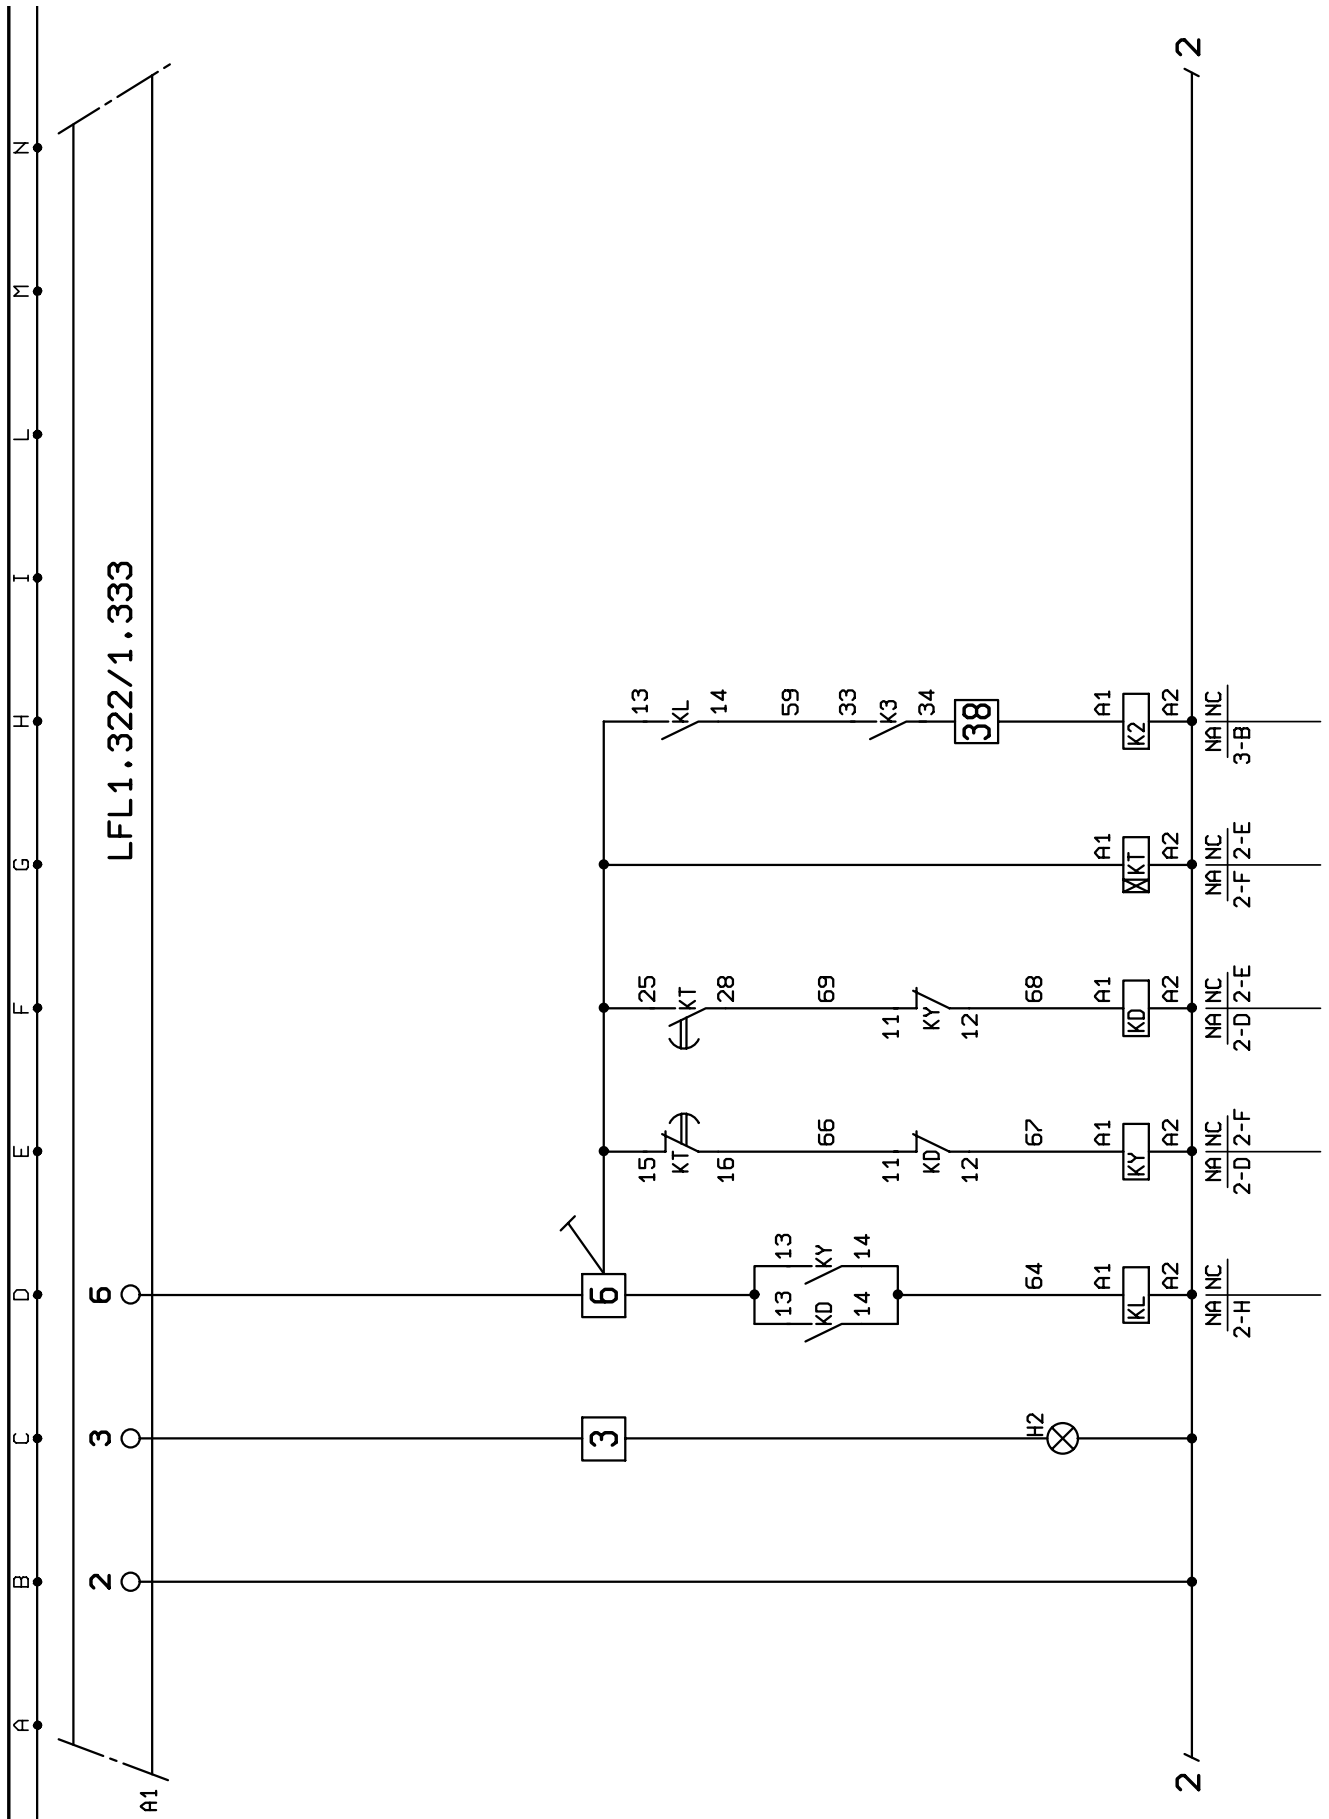 A B C D E F G H I L M N
A1
LFL1.322/1.333
2 3 6
3 6
15 25 13
KT KT KL
16 28 14
13 13
KD KY
14 14
66 69 59
11 11 33
KD KY K3
12 12 34
38
H2
64 67 68
A1 A1 A1 A1 A1
KL KY KD KT K2
A2 A2 A2 A2 A2
2 2
NA NC NA NC NA NC NA NC NA NC
2-H 2-D 2-F 2-D 2-E 2-F 2-E 3-B